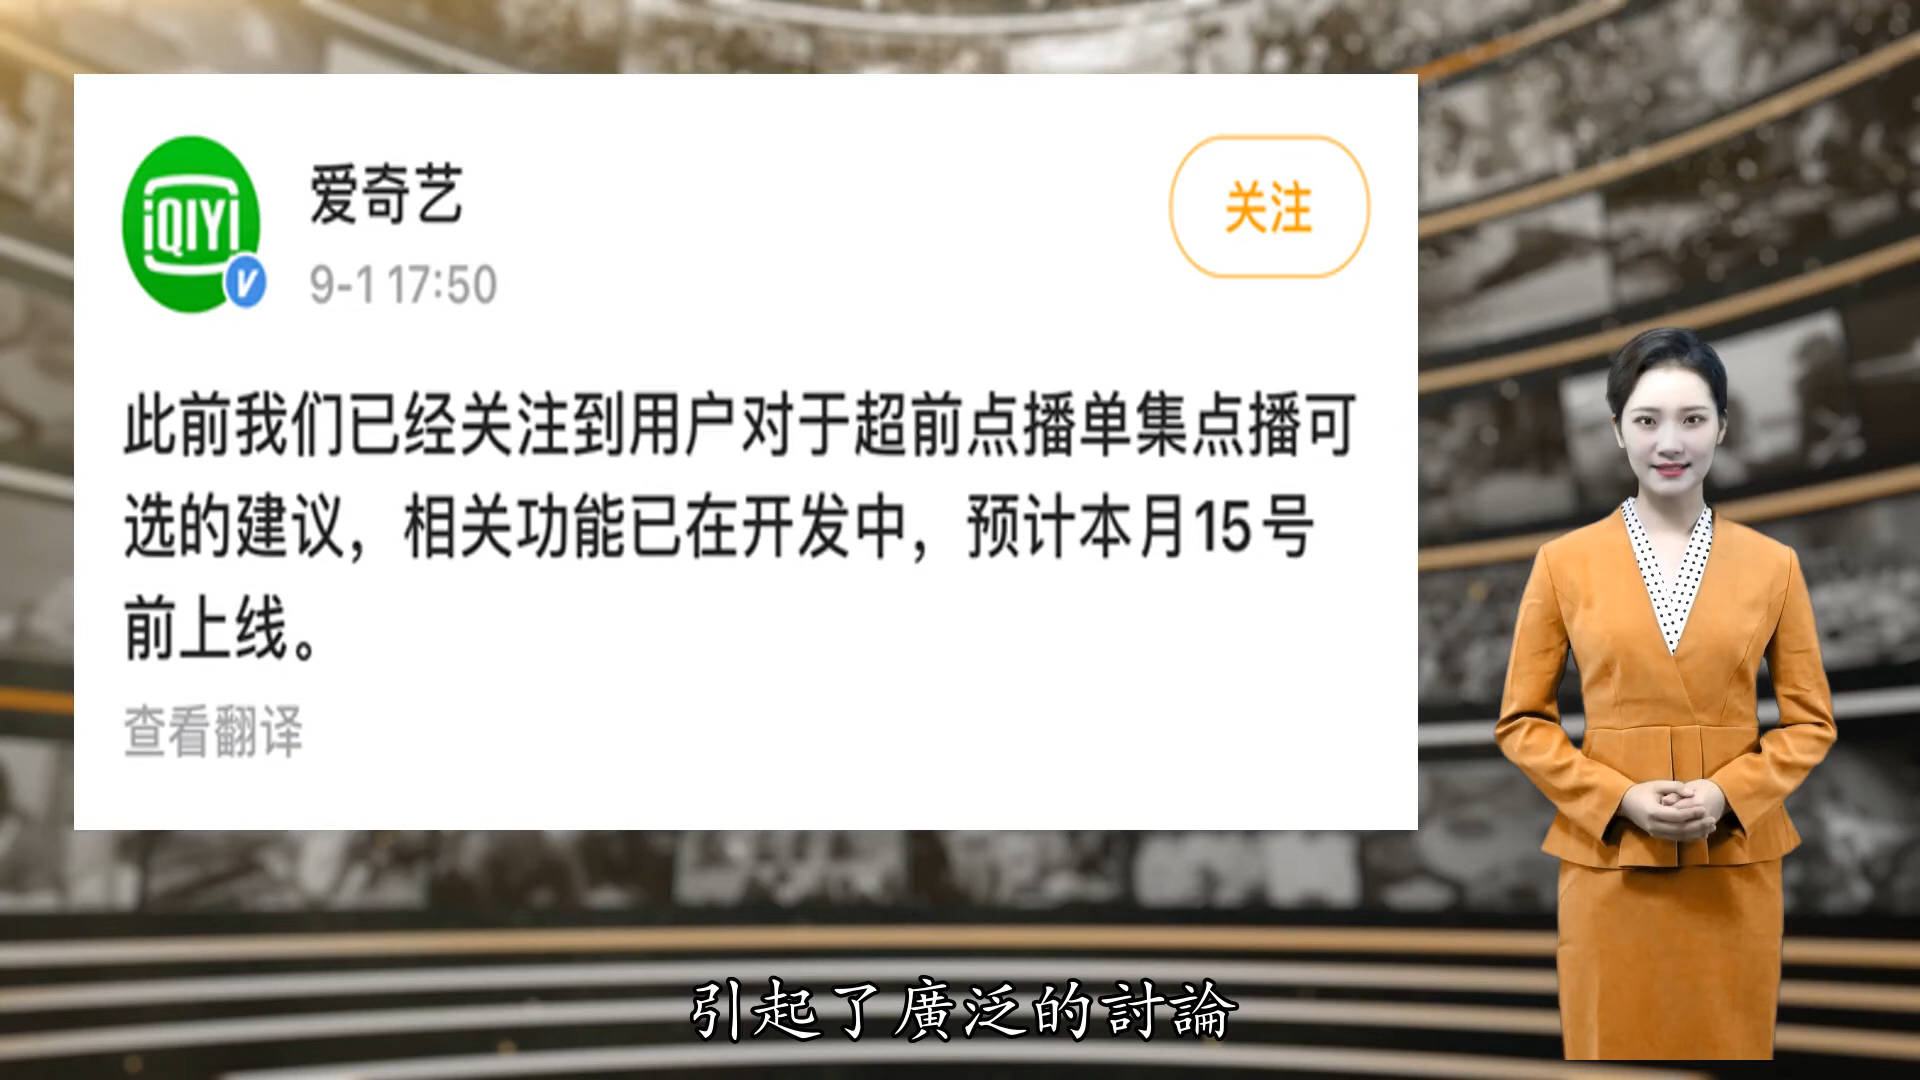 iQIYI
爱奇艺
9-1 17:50
关注
此前我们已经关注到用户对于超前点播单集点播可
选的建议，相关功能已在开发中，预计本月15号
前上线。
查看翻译
引起了廣泛的討論